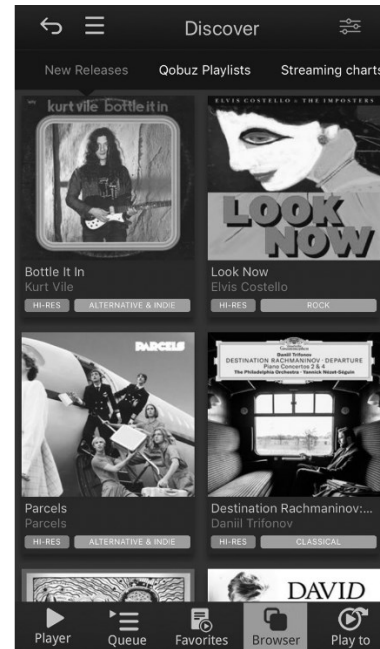 Discover
New Releases Qobuz Playlists Streaming charts
kurt vile bottle it in
ELVIS COSTELLO & THE IMPOSTERS
LOOK
NOW
Bottle It In
Kurt Vile
HI-RES ALTERNATIVE & INDIE
Look Now
Elvis Costello
HI-RES ROCK
PARCELS
Daniil Trifonov
DESTINATION RACHMANINOV · DEPARTURE
Piano Concertos 2 & 4
The Philadelphia Orchestra · Yannick Nézet-Séguin
Parcels
Parcels
HI-RES ALTERNATIVE & INDIE
Destination Rachmaninov:...
Daniil Trifonov
HI-RES CLASSICAL
DAVID
Player Queue Favorites Browser Play to